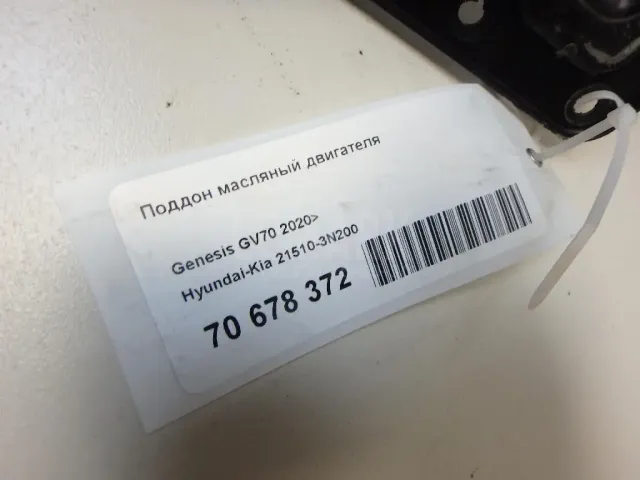 Поддон масляный двигателя
Genesis GV70 2020>
Hyundai-Kia 21510-3N200
70 678 372